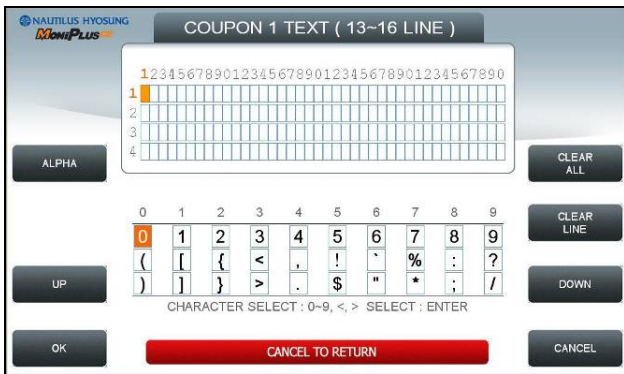 NAUTILUS HYOSUNG
MoniPlus
COUPON 1 TEXT ( 13~16 LINE )
1234567890123456789012345678901234567890
1
2
3
4
ALPHA
CLEAR ALL
0 1 2 3 4 5 6 7 8 9
CLEAR LINE
0 1 2 3 4 5 6 7 8 9
( [ { < , ! ` % : ?
) ] } > . $ " * ; /
UP
DOWN
CHARACTER SELECT : 0~9, <, > SELECT : ENTER
OK
CANCEL TO RETURN
CANCEL